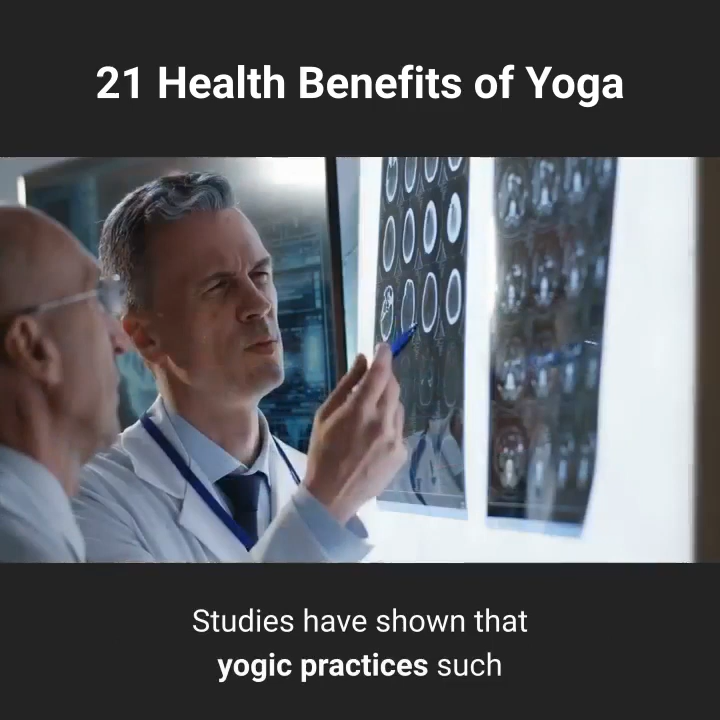 21 Health Benefits of Yoga
Studies have shown that
yogic practices such